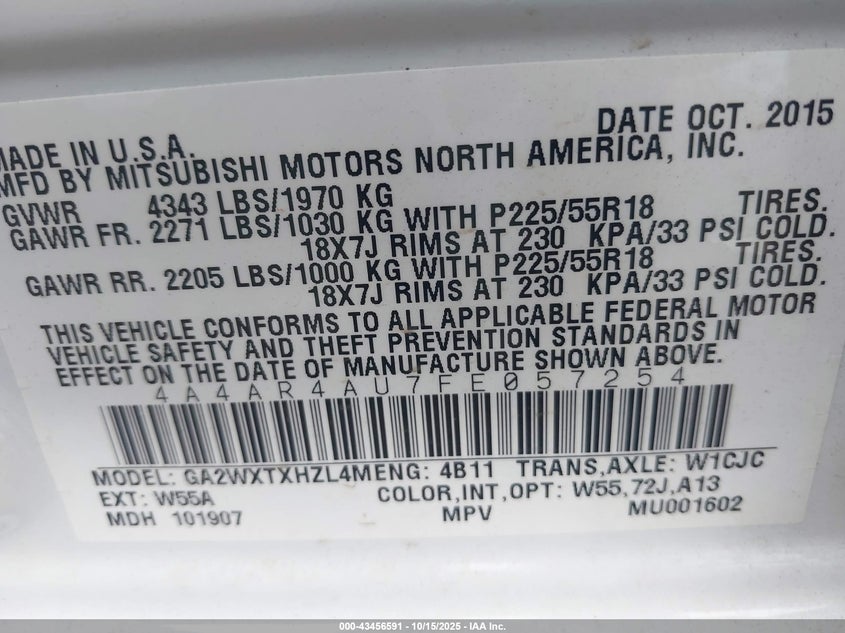 DATE OCT. 2015
MADE IN U.S.A.
MFD BY MITSUBISHI MOTORS NORTH AMERICA, INC.
GVWR 4343 LBS/1970 KG
GAWR FR. 2271 LBS/1030 KG WITH P225/55R18 TIRES.
18X7J RIMS AT 230 KPA/33 PSI COLD.
GAWR RR. 2205 LBS/1000 KG WITH P225/55R18 TIRES.
18X7J RIMS AT 230 KPA/33 PSI COLD.
THIS VEHICLE CONFORMS TO ALL APPLICABLE FEDERAL MOTOR
VEHICLE SAFETY AND THEFT PREVENTION STANDARDS IN
EFFECT ON THE DATE OF MANUFACTURE SHOWN ABOVE.
4A4AR4AU7FE057254
MODEL: GA2WXTXHZL4MENG: 4B11 TRANS,AXLE: W1CJC
EXT: W55A COLOR,INT,OPT: W55,72J,A13
MDH 101907 MPV MU001602
000-43456591 - 10/15/2025 - IAA Inc.